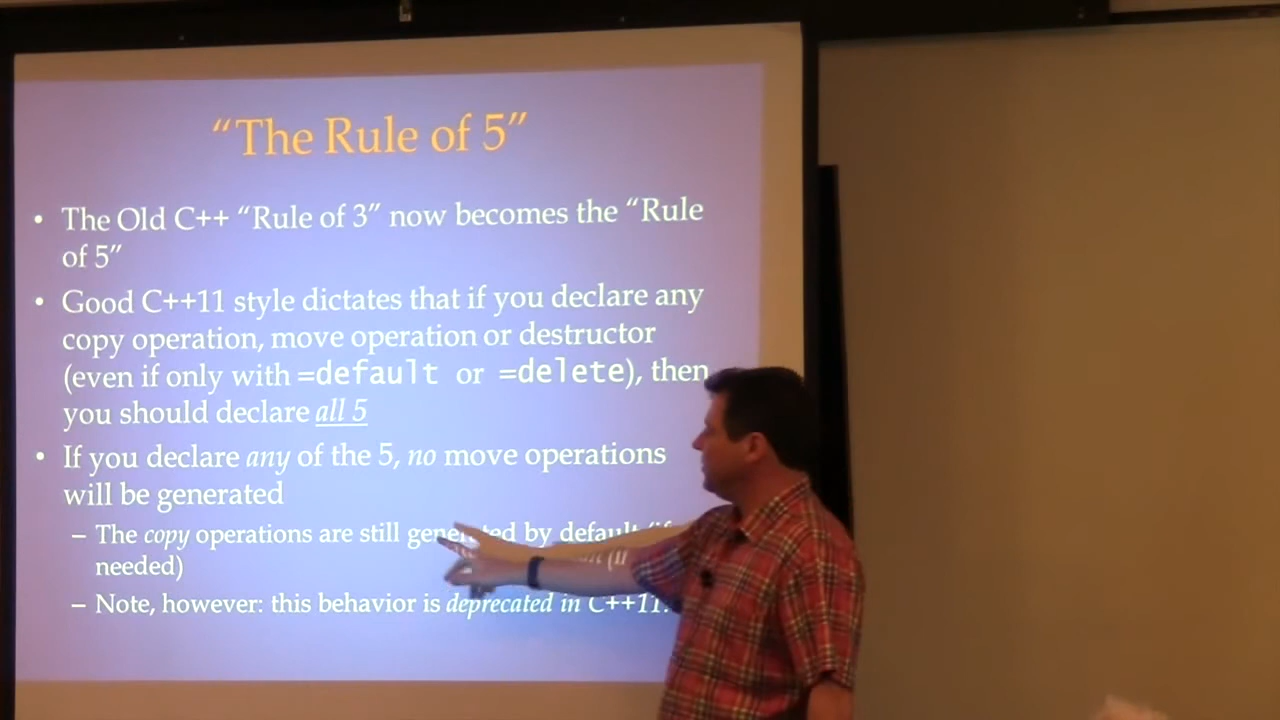 “The Rule of 5”
• The Old C++ “Rule of 3” now becomes the “Rule
of 5”
• Good C++11 style dictates that if you declare any
copy operation, move operation or destructor
(even if only with =default or =delete), then
you should declare all 5
• If you declare any of the 5, no move operations
will be generated
– The copy operations are still generated by default (if
needed)
– Note, however: this behavior is deprecated in C++11!